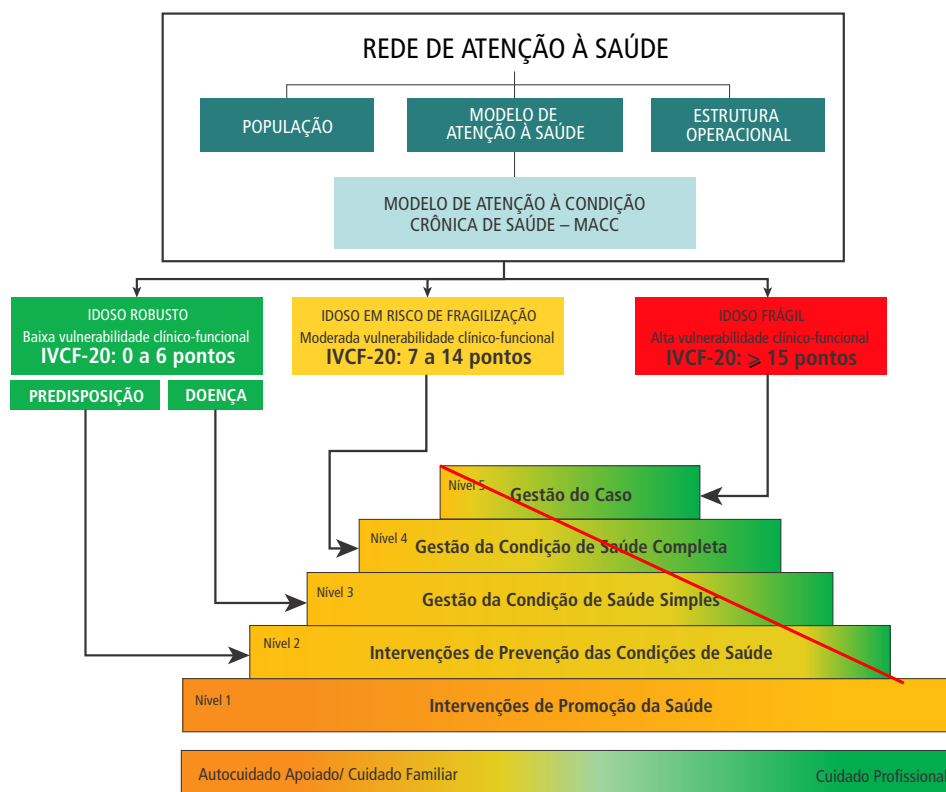 REDE DE ATENÇÃO À SAÚDE
POPULAÇÃO
MODELO DE
ATENÇÃO À SAÚDE
ESTRUTURA
OPERACIONAL
MODELO DE ATENÇÃO À CONDIÇÃO
CRÔNICA DE SAÚDE – MACC
IDOSO ROBUSTO
Baixa vulnerabilidade clínico-funcional
IVCF-20: 0 a 6 pontos
PREDISPOSIÇÃO
DOENÇA
IDOSO EM RISCO DE FRAGILIZAÇÃO
Moderada vulnerabilidade clínico-funcional
IVCF-20: 7 a 14 pontos
IDOSO FRÁGIL
Alta vulnerabilidade clínico-funcional
IVCF-20: ⩾ 15 pontos
Nível 5
Gestão do Caso
Nível 4
Gestão da Condição de Saúde Completa
Nível 3
Gestão da Condição de Saúde Simples
Nível 2
Intervenções de Prevenção das Condições de Saúde
Nível 1
Intervenções de Promoção da Saúde
Autocuidado Apoiado/ Cuidado Familiar
Cuidado Profissional